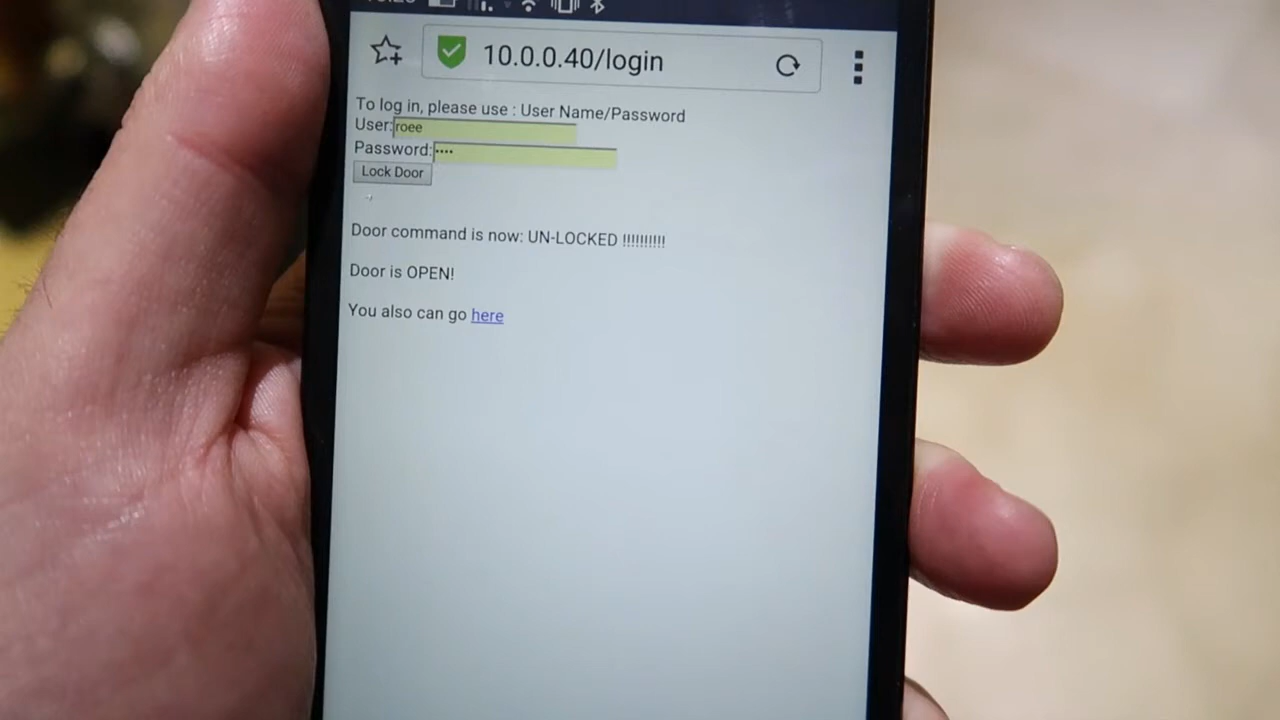 10.0.0.40/login
To log in, please use : User Name/Password
User:roee
Password:••••
Lock Door
Door command is now: UN-LOCKED !!!!!!!!!!
Door is OPEN!
You also can go here